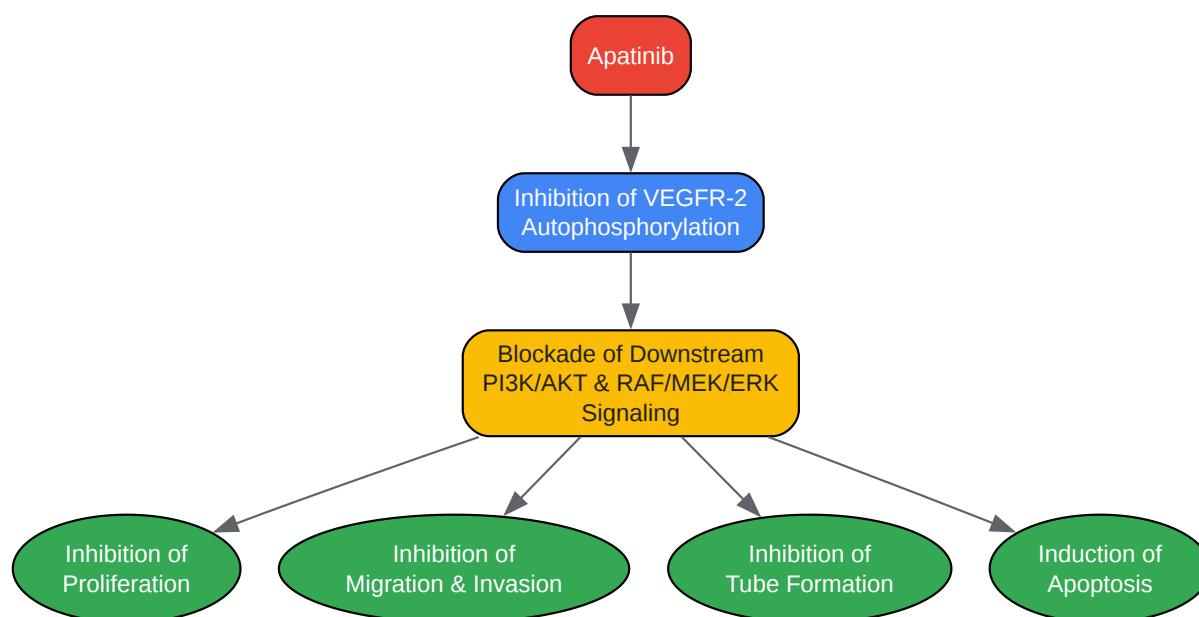 Apatinib
Inhibition of VEGFR-2
Autophosphorylation
Blockade of Downstream
PI3K/AKT & RAF/MEK/ERK
Signaling
Inhibition of
Proliferation
Inhibition of
Migration & Invasion
Inhibition of
Tube Formation
Induction of
Apoptosis